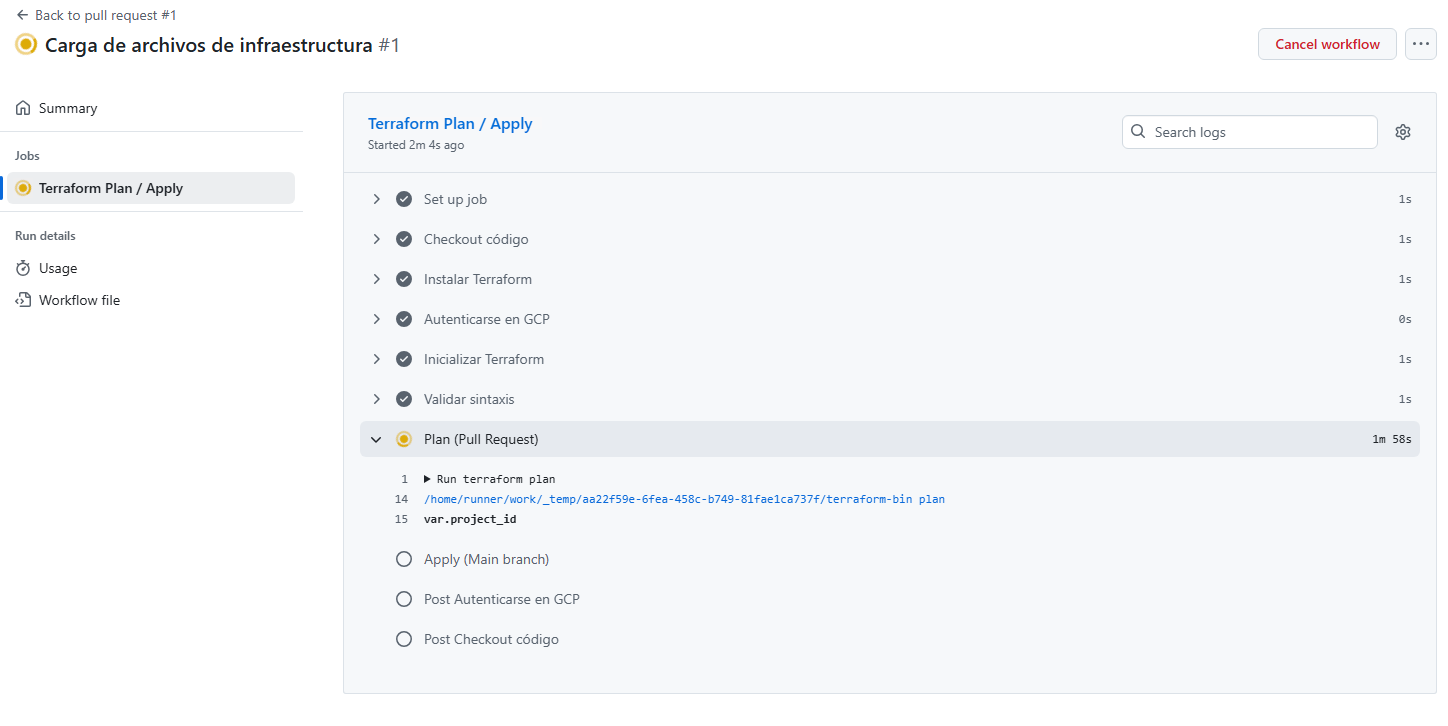 Back to pull request #1
Carga de archivos de infraestructura #1
Cancel workflow
Summary
Jobs
Terraform Plan / Apply
Run details
Usage
Workflow file
Terraform Plan / Apply
Started 2m 4s ago
Search logs
Set up job 1s
Checkout código 1s
Instalar Terraform 1s
Autenticarse en GCP 0s
Inicializar Terraform 1s
Validar sintaxis 1s
Plan (Pull Request) 1m 58s
1 Run terraform plan
14 /home/runner/work/_temp/aa22f59e-6fea-458c-b749-81fae1ca737f/terraform-bin plan
15 var.project_id
Apply (Main branch)
Post Autenticarse en GCP
Post Checkout código